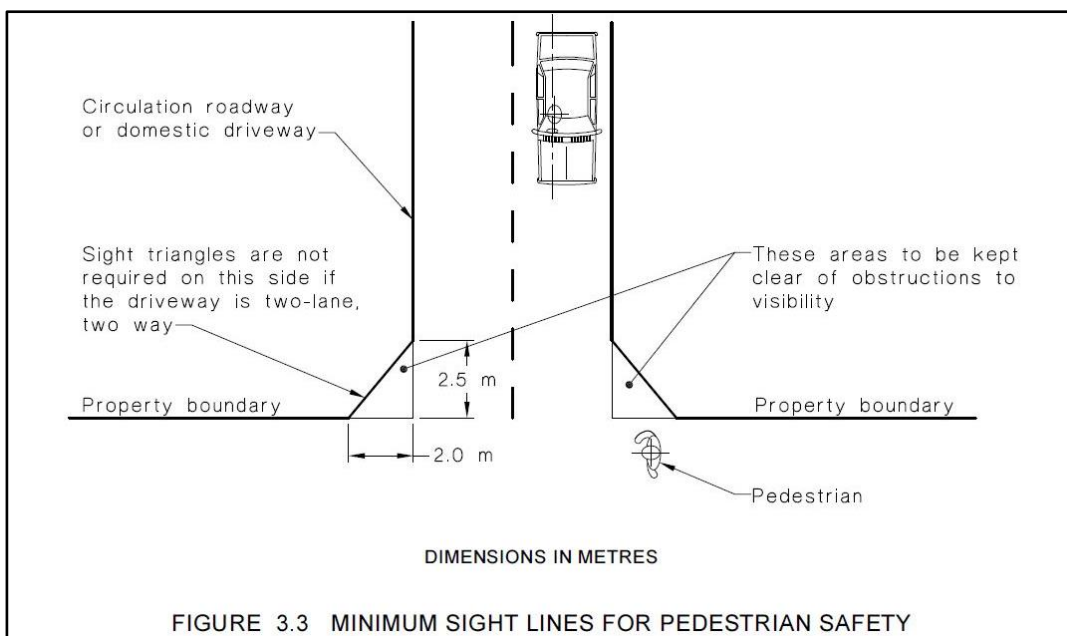 Circulation roadway
or domestic driveway
Sight triangles are not
required on this side if
the driveway is two-lane,
two way
These areas to be kept
clear of obstructions to
visibility
2.5 m
Property boundary
Property boundary
2.0 m
Pedestrian
DIMENSIONS IN METRES
FIGURE 3.3 MINIMUM SIGHT LINES FOR PEDESTRIAN SAFETY